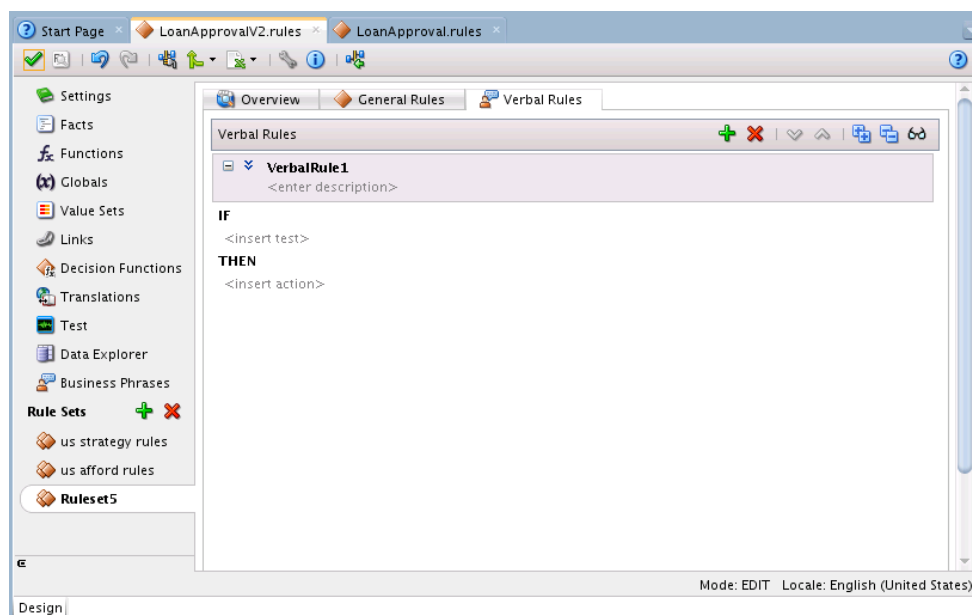 Start Page LoanApprovalV2.rules LoanApproval.rules
Settings
Facts
Functions
Globals
Value Sets
Links
Decision Functions
Translations
Test
Data Explorer
Business Phrases
Rule Sets
us strategy rules
us afford rules
Ruleset5
Overview General Rules Verbal Rules
Verbal Rules
VerbalRule1
<enter description>
IF
<insert test>
THEN
<insert action>
Mode: EDIT Locale: English (United States)
Design